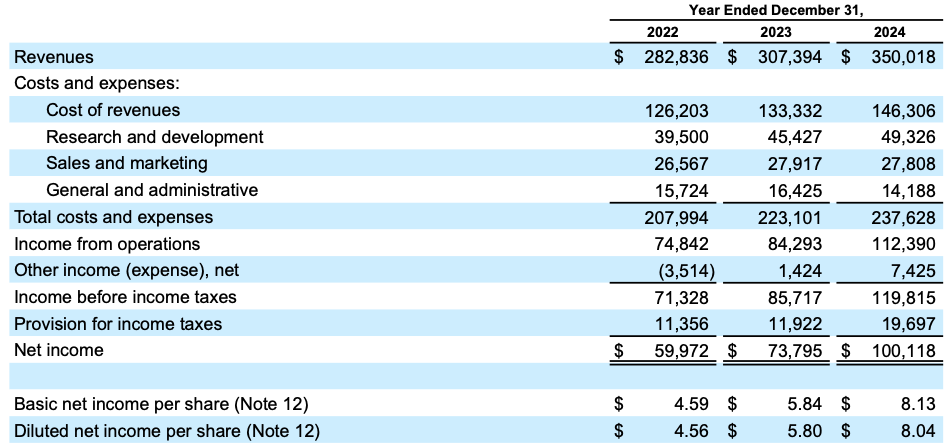 Year Ended December 31,
2022 2023 2024
Revenues $ 282,836 $ 307,394 $ 350,018
Costs and expenses:
Cost of revenues 126,203 133,332 146,306
Research and development 39,500 45,427 49,326
Sales and marketing 26,567 27,917 27,808
General and administrative 15,724 16,425 14,188
Total costs and expenses 207,994 223,101 237,628
Income from operations 74,842 84,293 112,390
Other income (expense), net (3,514) 1,424 7,425
Income before income taxes 71,328 85,717 119,815
Provision for income taxes 11,356 11,922 19,697
Net income $ 59,972 $ 73,795 $ 100,118
Basic net income per share (Note 12) $ 4.59 $ 5.84 $ 8.13
Diluted net income per share (Note 12) $ 4.56 $ 5.80 $ 8.04